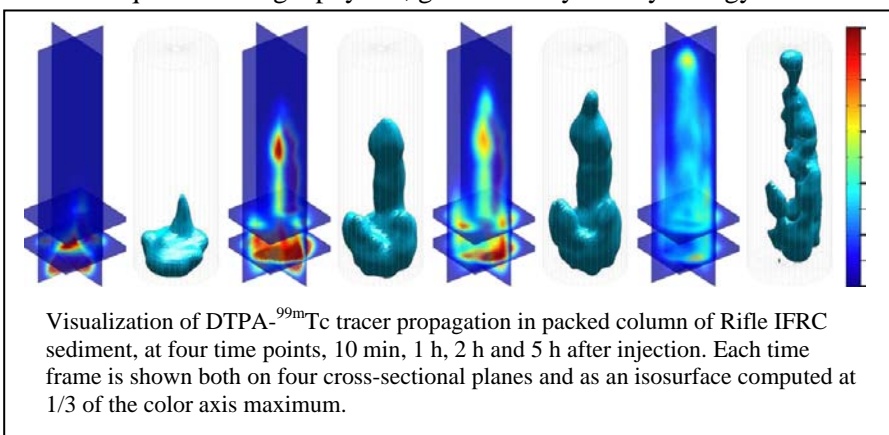 Visualization of DTPA-⁹⁹ᵐTc tracer propagation in packed column of Rifle IFRC
sediment, at four time points, 10 min, 1 h, 2 h and 5 h after injection. Each time
frame is shown both on four cross-sectional planes and as an isosurface computed at
1/3 of the color axis maximum.